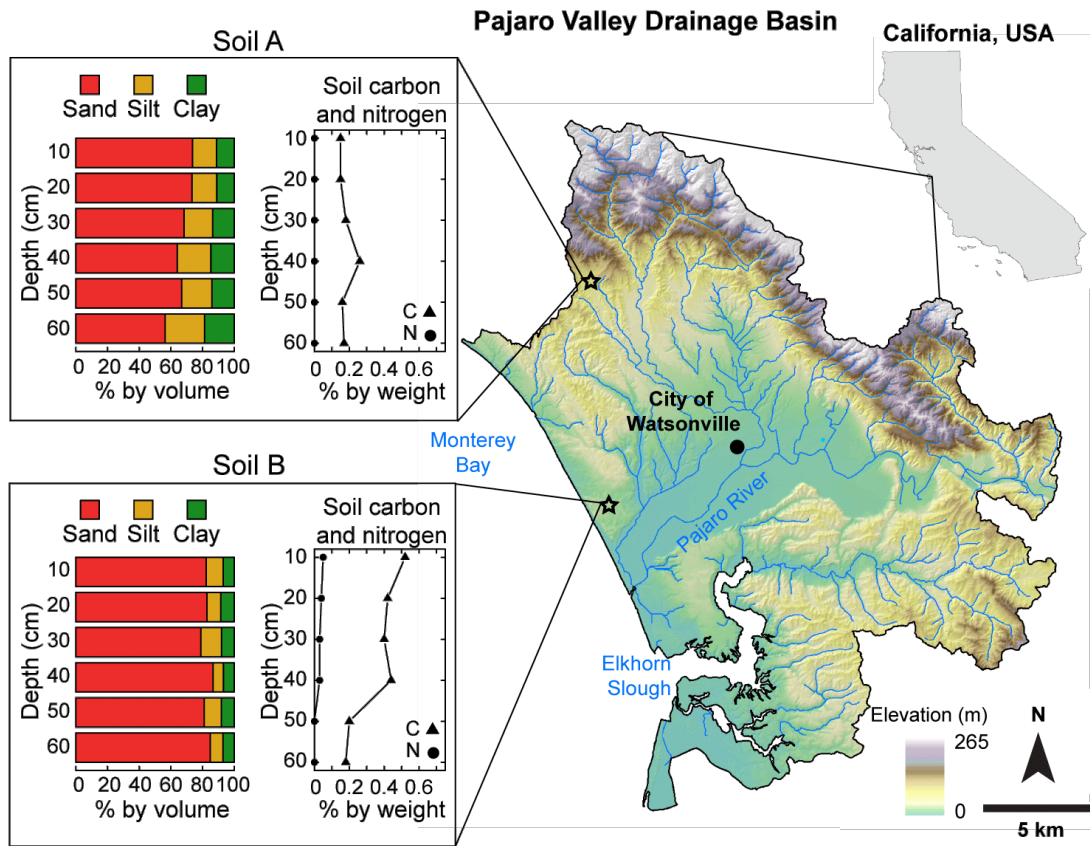 Pajaro Valley Drainage Basin
California, USA
Soil A
Sand Silt Clay
Soil carbon
and nitrogen
Depth (cm)
10
20
30
40
50
60
0 20 40 60 80 100
% by volume
Depth (cm)
10
20
30
40
50
60
C
N
0 0.2 0.4 0.6
% by weight
Soil B
Sand Silt Clay
Soil carbon
and nitrogen
Depth (cm)
10
20
30
40
50
60
0 20 40 60 80 100
% by volume
Depth (cm)
10
20
30
40
50
60
C
N
0 0.2 0.4 0.6
% by weight
City of
Watsonville
Monterey
Bay
Pajaro River
Elkhorn
Slough
Elevation (m)
265
0
N
5 km